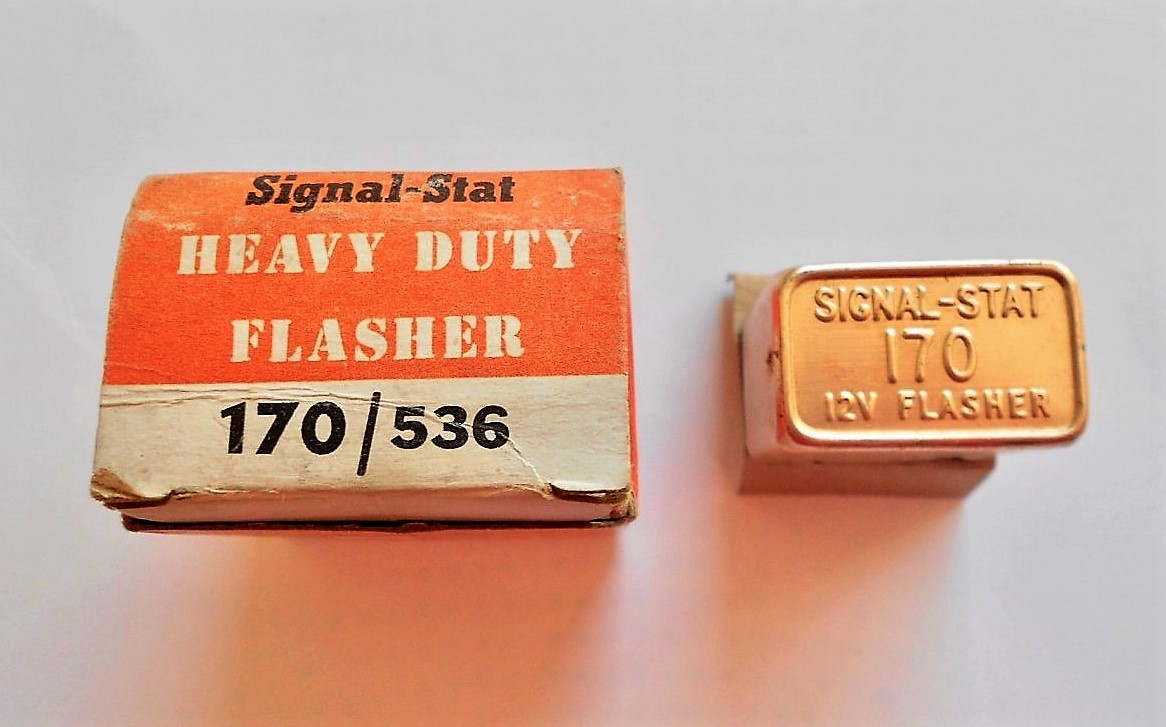 Signal-Stat
HEAVY DUTY
FLASHER
170/536
SIGNAL-STAT
170
12V FLASHER